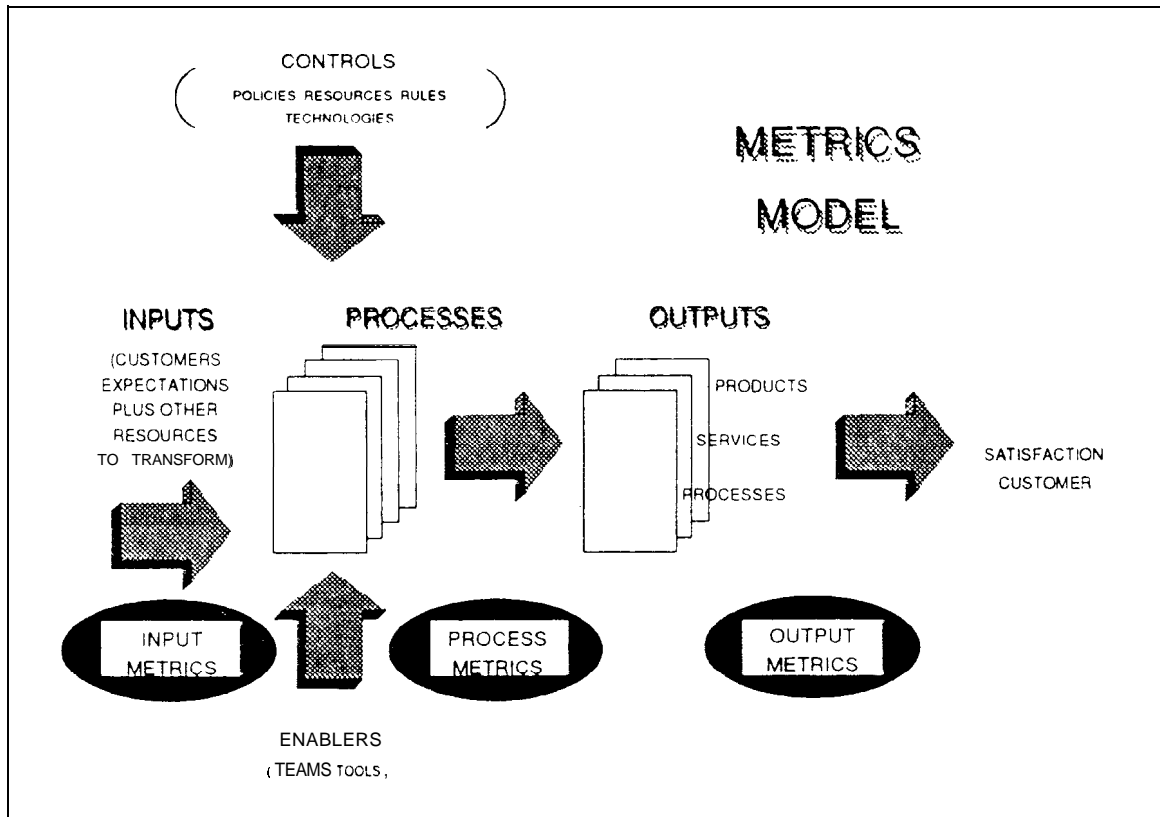 CONTROLS
POLICIES RESOURCES RULES
TECHNOLOGIES
METRICS
MODEL
INPUTS
(CUSTOMERS
EXPECTATIONS
PLUS OTHER
RESOURCES
TO TRANSFORM)
PROCESSES
OUTPUTS
PRODUCTS
SERVICES
PROCESSES
SATISFACTION
CUSTOMER
INPUT
METRICS
PROCESS
METRICS
OUTPUT
METRICS
ENABLERS
( TEAMS TOOLS ,